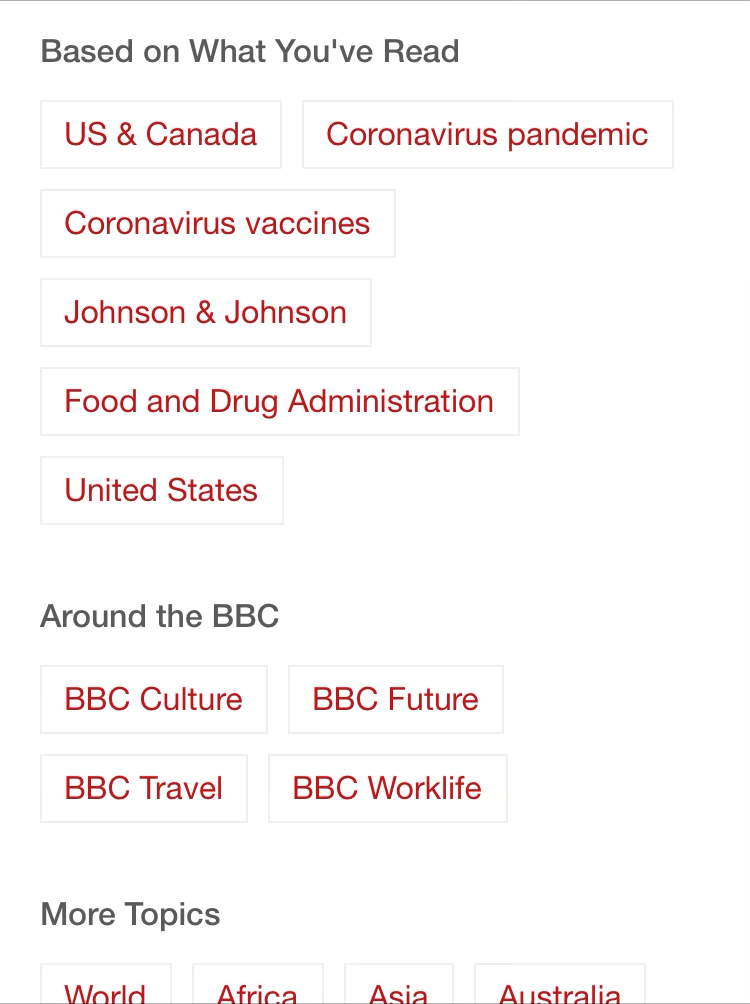 Based on What You've Read
US & Canada Coronavirus pandemic
Coronavirus vaccines
Johnson & Johnson
Food and Drug Administration
United States
Around the BBC
BBC Culture BBC Future
BBC Travel BBC Worklife
More Topics
World Africa Asia Australia